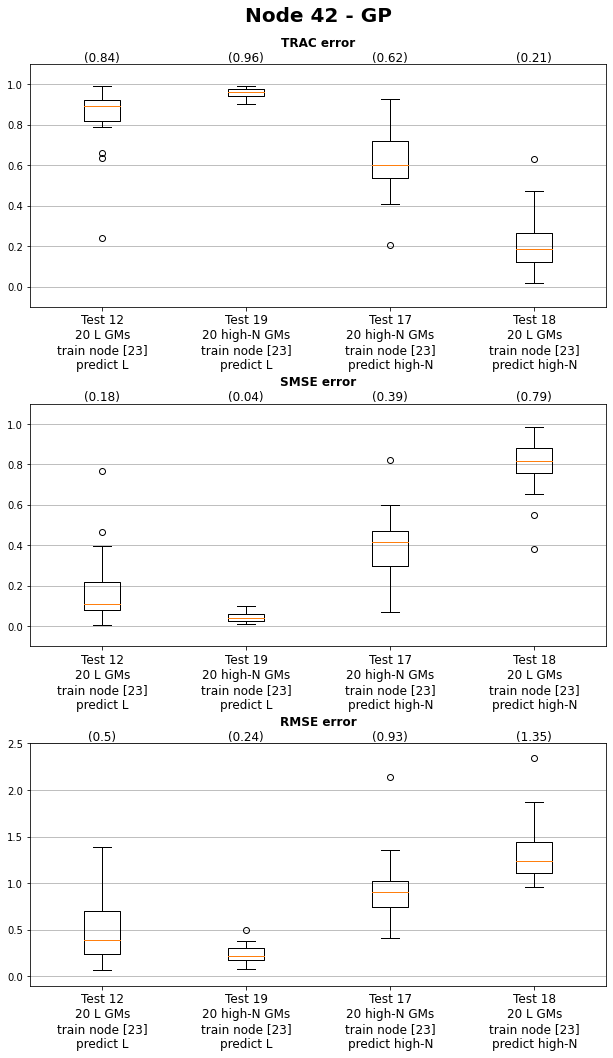 Node 42 - GP
TRAC error
(0.84) (0.96) (0.62) (0.21)
1.0
0.8
0.6
0.4
0.2
0.0
Test 12 Test 19 Test 17 Test 18
20 L GMs 20 high-N GMs 20 high-N GMs 20 L GMs
train node [23] train node [23] train node [23] train node [23]
predict L predict L predict high-N predict high-N
SMSE error
(0.18) (0.04) (0.39) (0.79)
1.0
0.8
0.6
0.4
0.2
0.0
Test 12 Test 19 Test 17 Test 18
20 L GMs 20 high-N GMs 20 high-N GMs 20 L GMs
train node [23] train node [23] train node [23] train node [23]
predict L predict L predict high-N predict high-N
RMSE error
(0.5) (0.24) (0.93) (1.35)
2.5
2.0
1.5
1.0
0.5
0.0
Test 12 Test 19 Test 17 Test 18
20 L GMs 20 high-N GMs 20 high-N GMs 20 L GMs
train node [23] train node [23] train node [23] train node [23]
predict L predict L predict high-N predict high-N